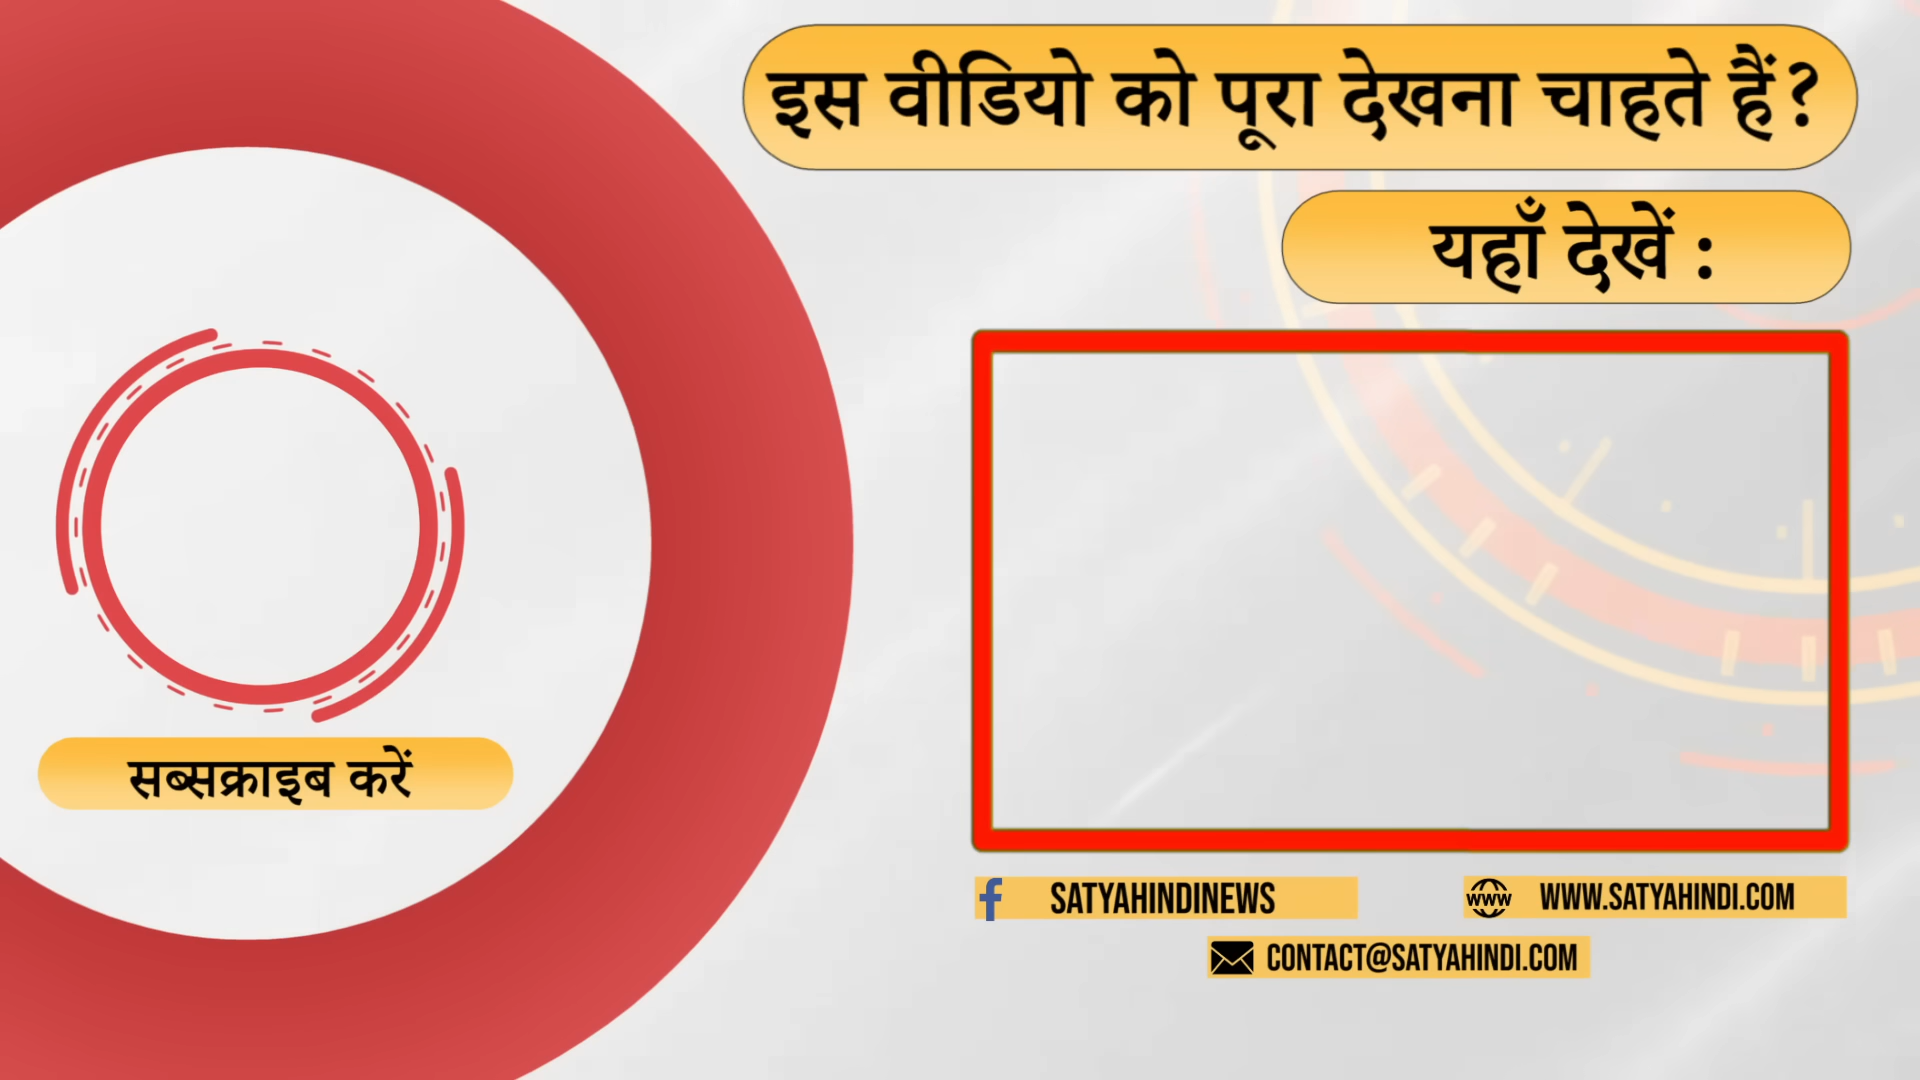 इस वीडियो को पूरा देखना चाहते हैं?
यहाँ देखें :
सब्सक्राइब करें
SATYAHINDINEWS
WWW
WWW.SATYAHINDI.COM
CONTACT@SATYAHINDI.COM